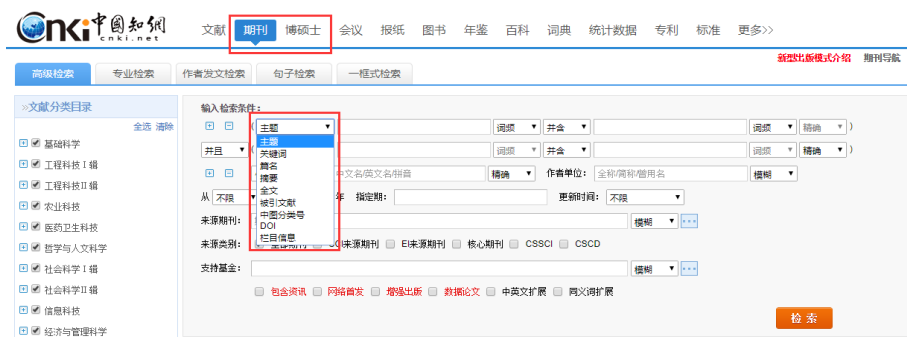 cnki 中国知网
cnki.net
文献 期刊 博硕士 会议 报纸 图书 年鉴 百科 词典 统计数据 专利 标准 更多>>
新型出版模式介绍 期刊导航
高级检索 专业检索 作者发文检索 句子检索 一框式检索
»文献分类目录
全选 清除
基础科学
工程科技I辑
工程科技II辑
农业科技
医药卫生科技
哲学与人文科学
社会科学I辑
社会科学II辑
信息科技
经济与管理科学
输入检索条件：
( 主题 词频 并含 词频 精确 )
并且 ( 词频 并含 词频 精确 )
主题
关键词
篇名
摘要
全文
被引文献
中图分类号
DOI
栏目信息
中文名/英文名/拼音 精确 作者单位： 全称/简称/曾用名 模糊
从 不限 年 指定期： 更新时间： 不限
来源期刊： 模糊 ...
来源类别： 全部期刊 SCI来源期刊 EI来源期刊 核心期刊 CSSCI CSCD
支持基金： 模糊 ...
包含资讯 网络首发 增强出版 数据论文 中英文扩展 同义词扩展
检索